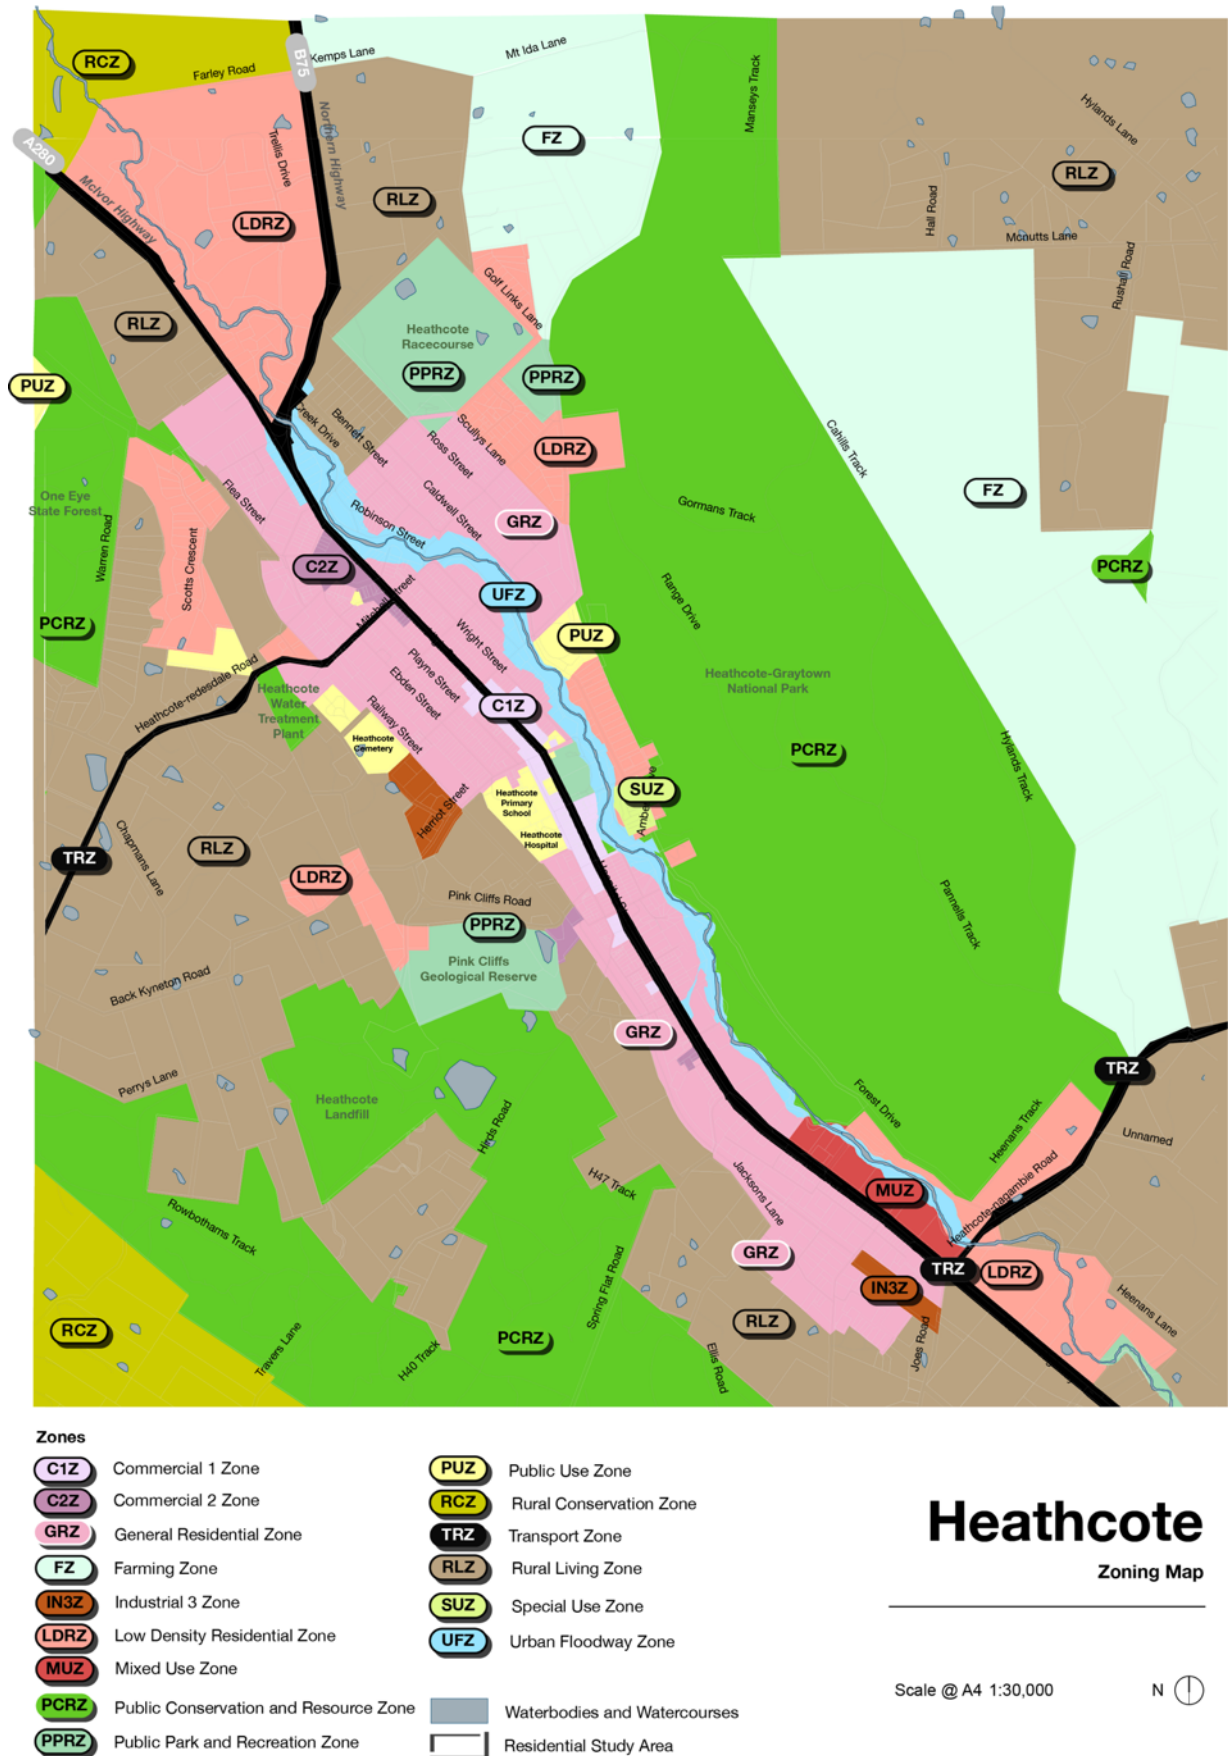 RCZ
B75
Kemps Lane
Mt Ida Lane
Farley Road
Manseys Track
Hylands Lane
A280
Trellis Drive
Northern Highway
FZ
McIvor Highway
RLZ
RLZ
LDRZ
Hall Road
Mcnutts Lane
Rushall Road
Golf Links Lane
RLZ
Heathcote
Racecourse
PUZ
PPRZ
PPRZ
Creek Drive
Bennett Street
Ross Street
Scullys Lane
LDRZ
Cahills Track
One Eye
State Forest
Flea Street
Caldwell Street
FZ
Gormans Track
Robinson Street
GRZ
Warren Road
Scotts Crescent
C2Z
PCRZ
UFZ
Range Drive
PCRZ
Wright Street
PUZ
Heathcote-redesdale Road
Playne Street
Ebden Street
Heathcote
Water
Treatment
Plant
Railway Street
C1Z
Heathcote-Graytown
National Park
Heathcote
Cemetery
PCRZ
Hylands Track
Heathcote
Primary
School
SUZ
Herriot Street
Heathcote
Hospital
TRZ
Chapmans Lane
RLZ
LDRZ
Pink Cliffs Road
PPRZ
Pannells Track
Pink Cliffs
Geological Reserve
Back Kyneton Road
GRZ
Perrys Lane
TRZ
Heathcote
Landfill
Hirds Road
Forest Drive
Heenans Track
Unnamed
H47 Track
Jacksons Lane
MUZ
Heathcote-nagambie Road
Rowbothams Track
GRZ
TRZ
LDRZ
IN3Z
Spring Flat Road
Heenans Lane
RCZ
Travers Lane
H40 Track
PCRZ
RLZ
Ellis Road
Joes Road
Zones
C1Z Commercial 1 Zone
C2Z Commercial 2 Zone
GRZ General Residential Zone
FZ Farming Zone
IN3Z Industrial 3 Zone
LDRZ Low Density Residential Zone
MUZ Mixed Use Zone
PCRZ Public Conservation and Resource Zone
PPRZ Public Park and Recreation Zone
PUZ Public Use Zone
RCZ Rural Conservation Zone
TRZ Transport Zone
RLZ Rural Living Zone
SUZ Special Use Zone
UFZ Urban Floodway Zone
Waterbodies and Watercourses
Residential Study Area
Heathcote
Zoning Map
Scale @ A4 1:30,000
N